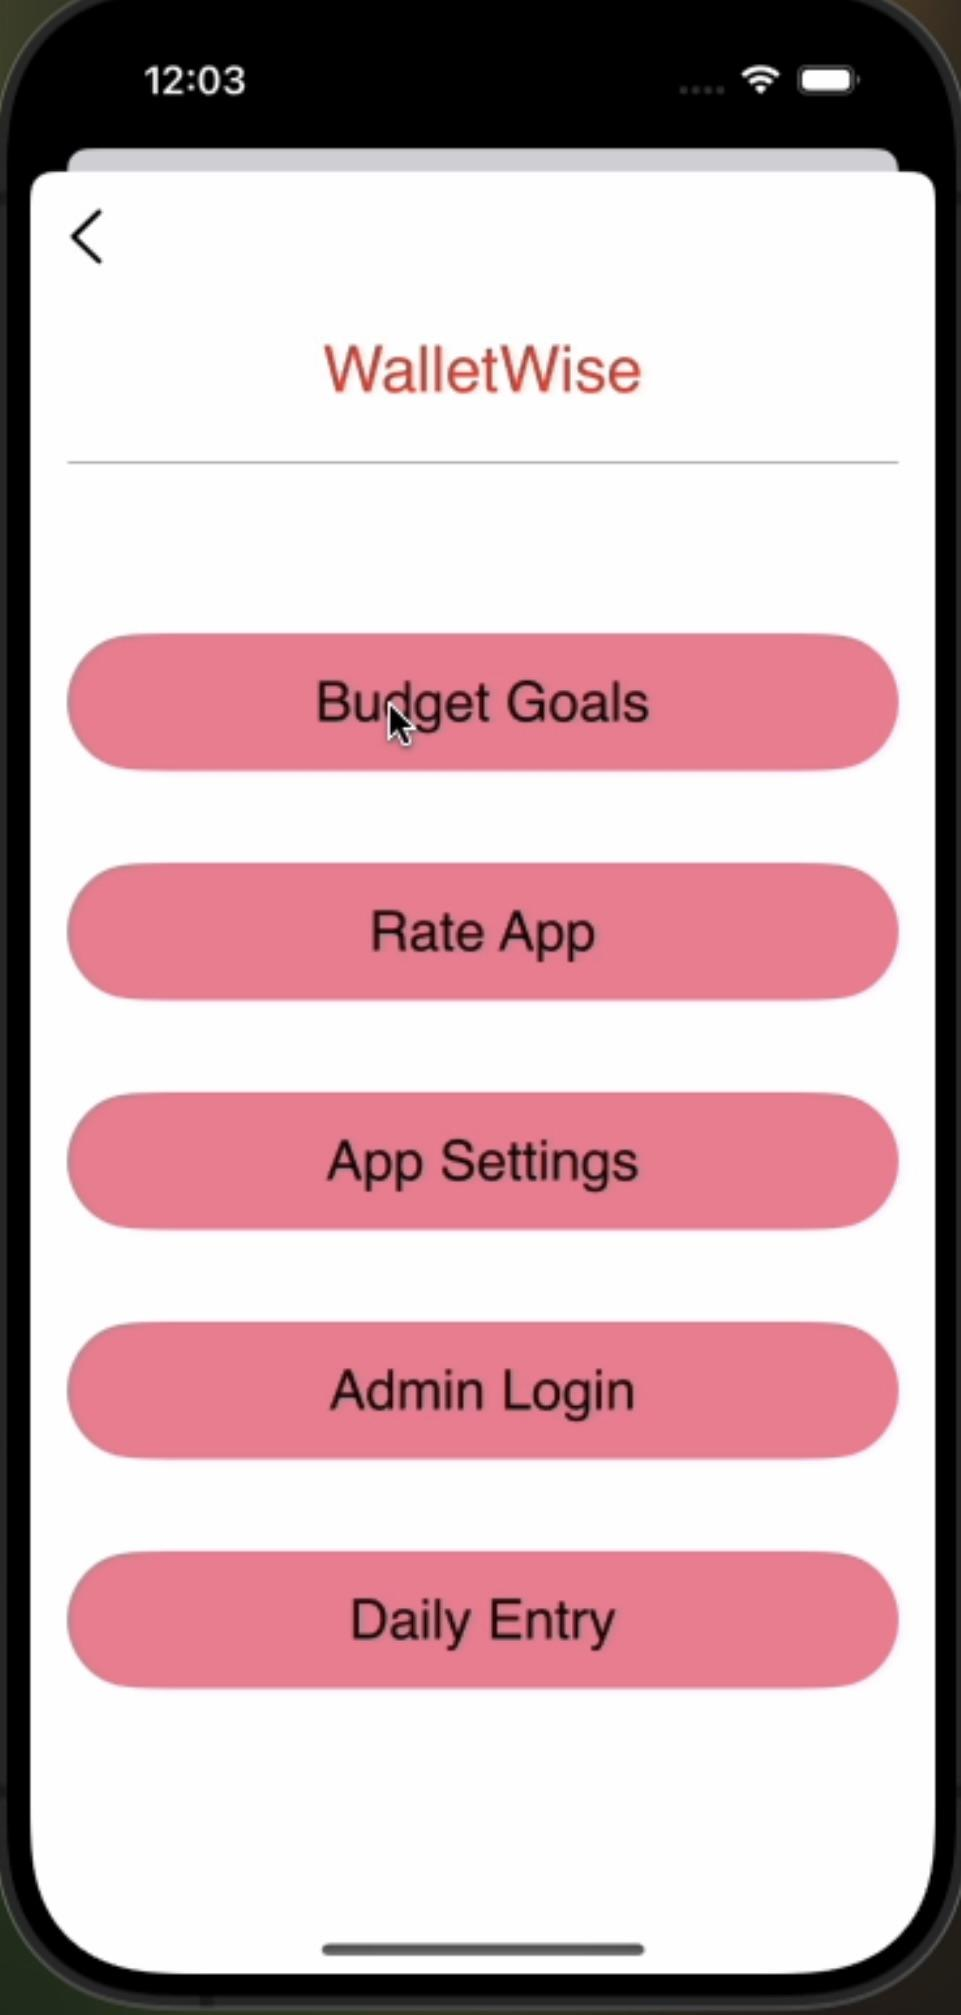 12:03
WalletWise
Budget Goals
Rate App
App Settings
Admin Login
Daily Entry